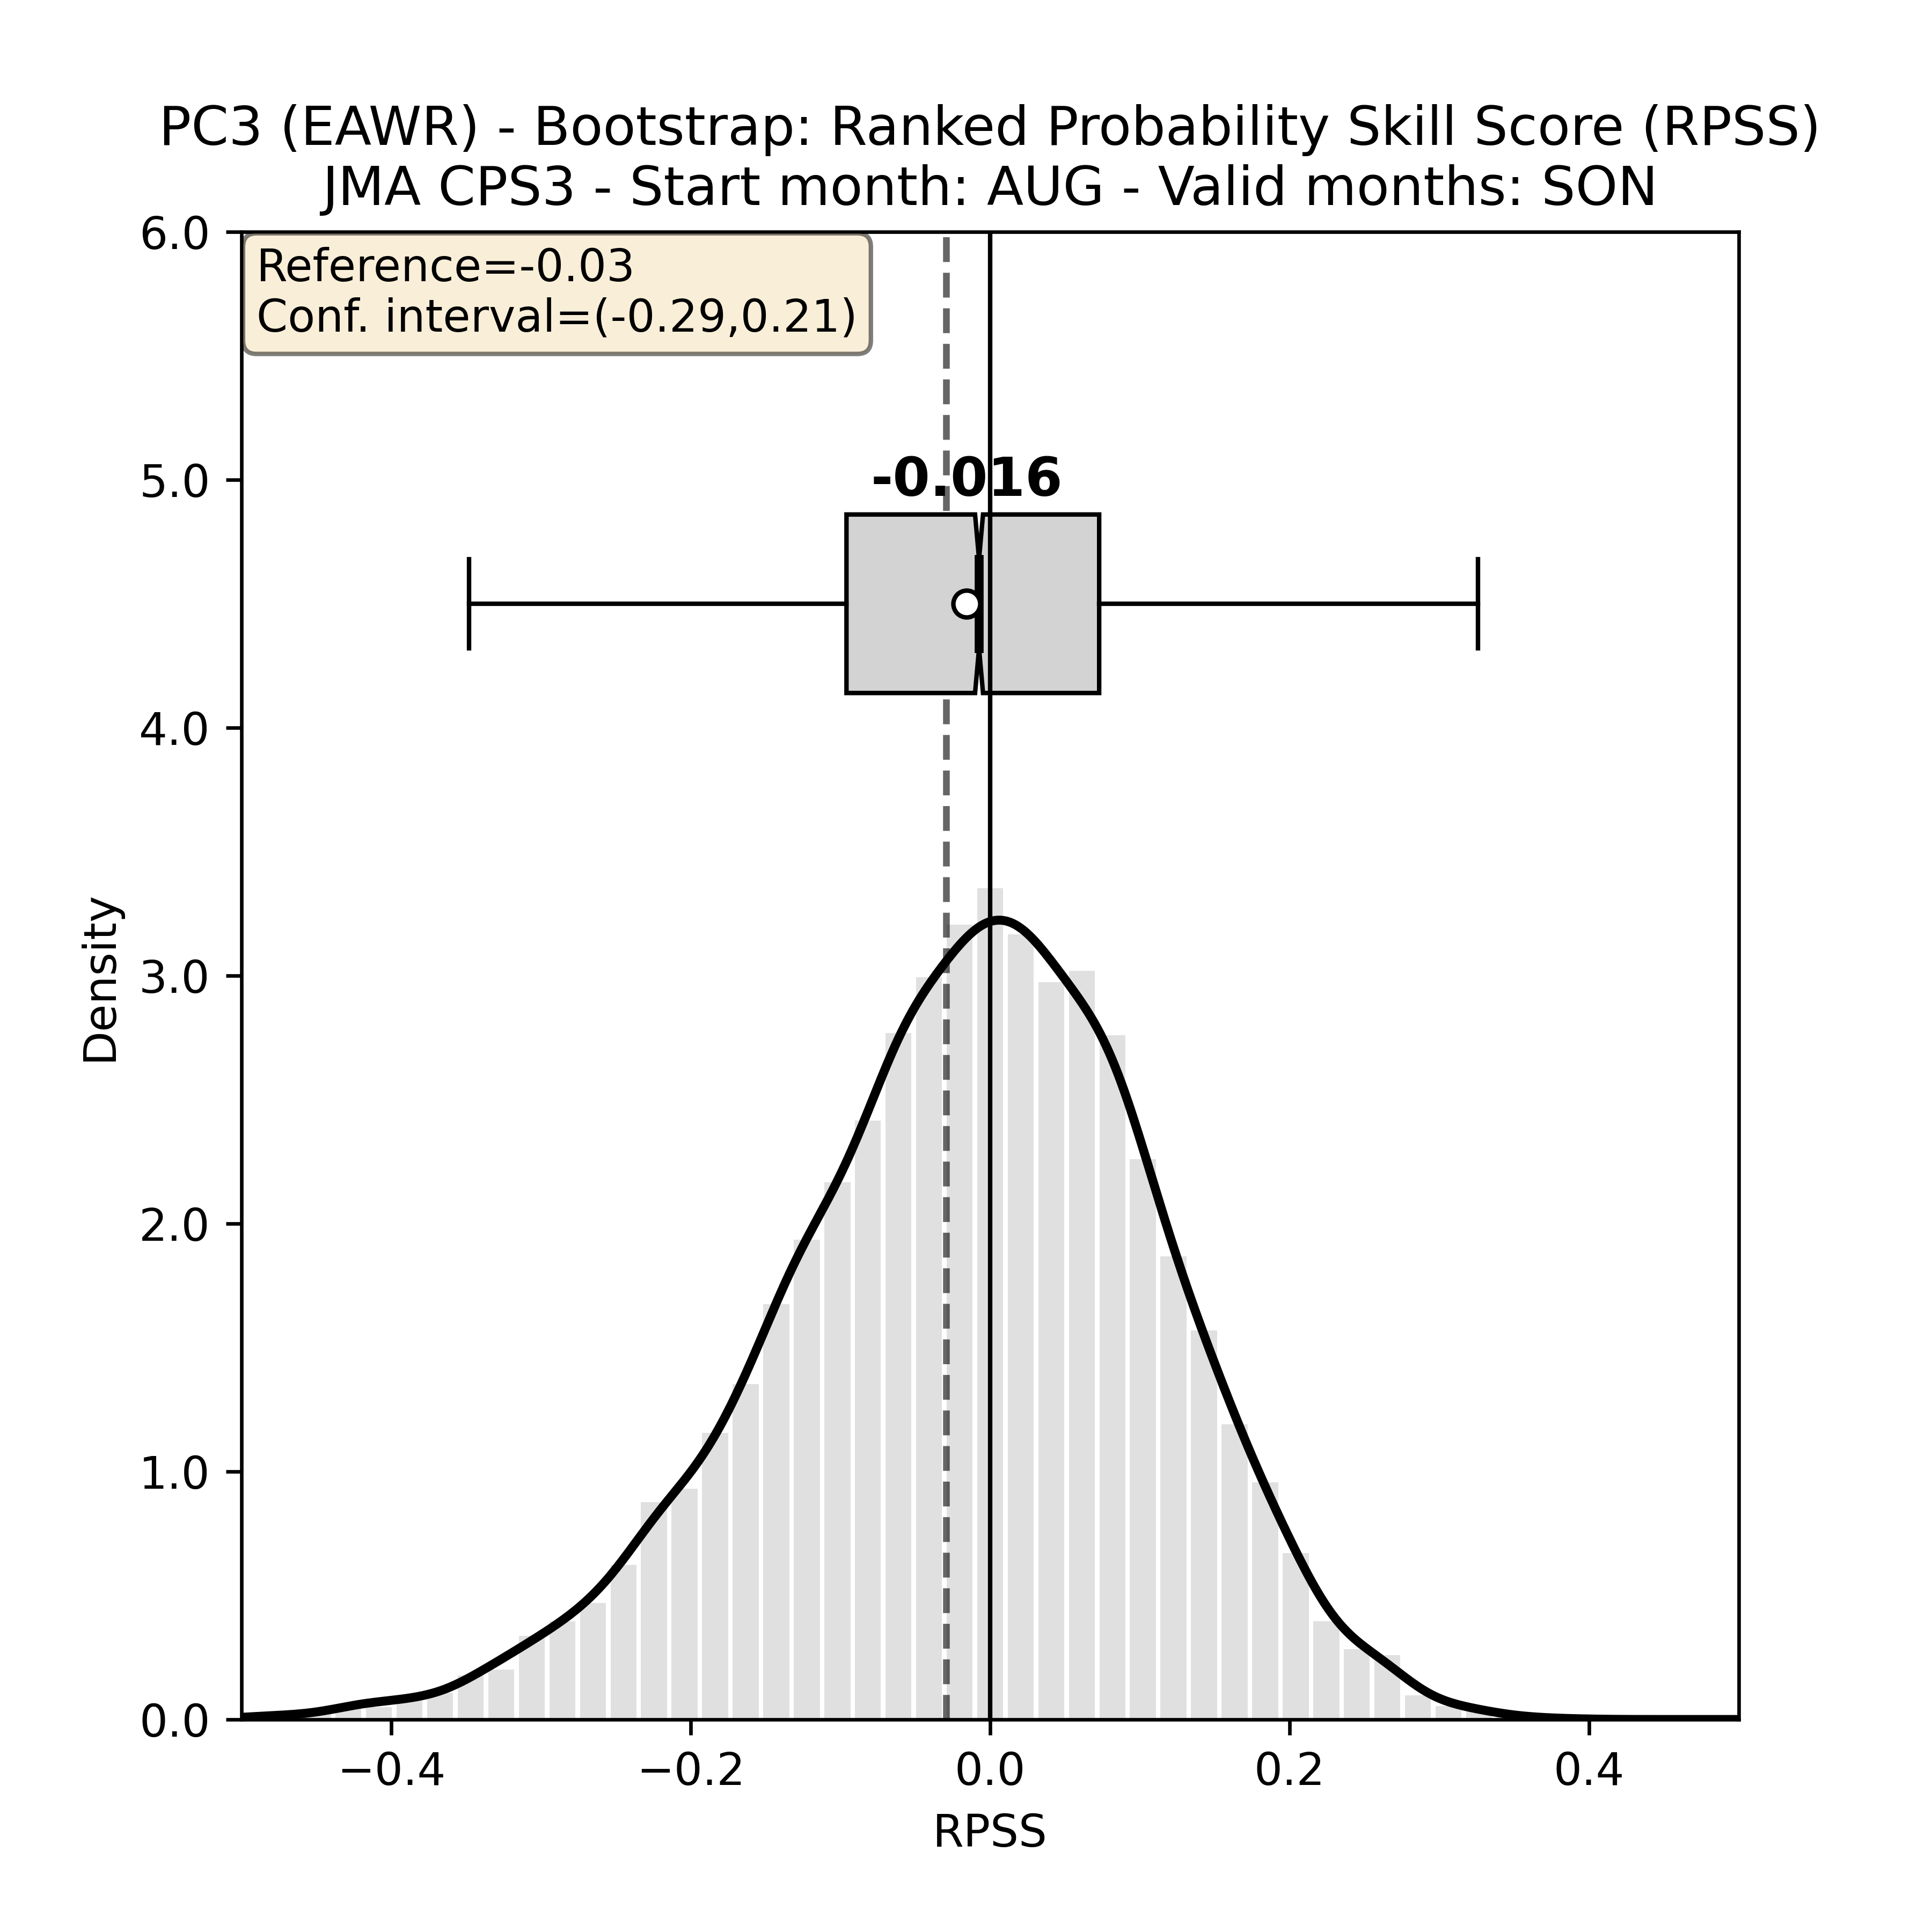 PC3 (EAWR) - Bootstrap: Ranked Probability Skill Score (RPSS)
JMA CPS3 - Start month: AUG - Valid months: SON
Reference=-0.03
Conf. interval=(-0.29,0.21)
-0.016
6.0
5.0
4.0
3.0
2.0
1.0
0.0
Density
−0.4
−0.2
0.0
0.2
0.4
RPSS